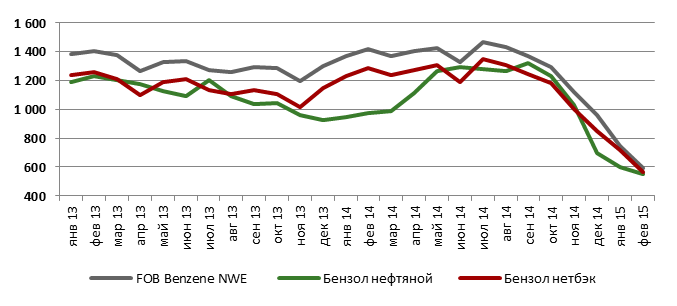 1 600
1 400
1 200
1 000
800
600
400
янв 13
фев 13
мар 13
апр 13
май 13
июн 13
июл 13
авг 13
сен 13
окт 13
ноя 13
дек 13
янв 14
фев 14
мар 14
апр 14
май 14
июн 14
июл 14
авг 14
сен 14
окт 14
ноя 14
дек 14
янв 15
фев 15
FOB Benzene NWE
Бензол нефтяной
Бензол нетбэк